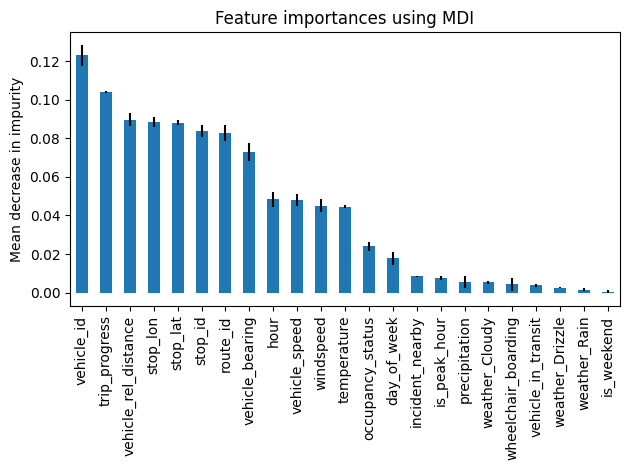 Feature importances using MDI
Mean decrease in impurity
0.12
0.10
0.08
0.06
0.04
0.02
0.00
vehicle_id
trip_progress
vehicle_rel_distance
stop_lon
stop_lat
stop_id
route_id
vehicle_bearing
hour
vehicle_speed
windspeed
temperature
occupancy_status
day_of_week
incident_nearby
is_peak_hour
precipitation
weather_Cloudy
wheelchair_boarding
vehicle_in_transit
weather_Drizzle
weather_Rain
is_weekend